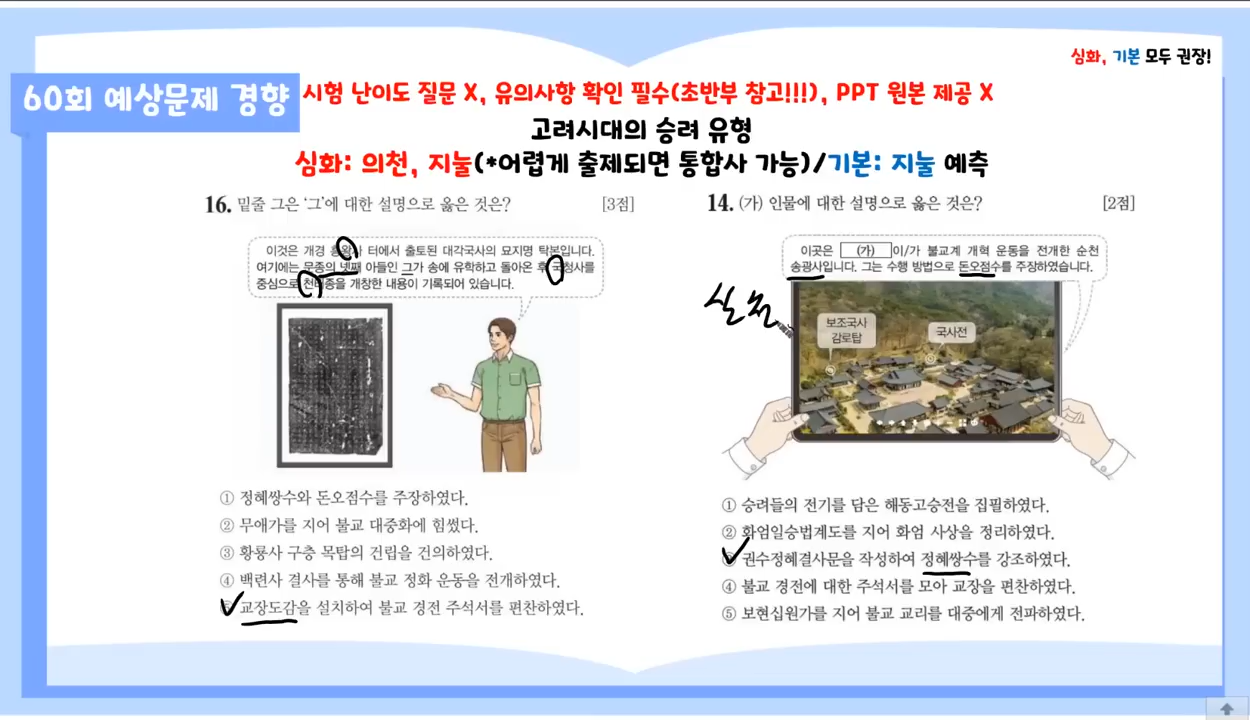 심화, 기본 모두 권장!
60회 예상문제 경향
시험 난이도 질문 X, 유의사항 확인 필수(초반부 참고!!!), PPT 원본 제공 X
고려시대의 승려 유형
심화: 의천, 지눌(*어렵게 출제되면 통합사 가능)/기본: 지눌 예측
16. 밑줄 그은 '그'에 대한 설명으로 옳은 것은? [3점]
이것은 개경 흥왕사 터에서 출토된 대각국사의 묘지명 탁본입니다.
여기에는 문종의 넷째 아들인 그가 송에 유학하고 돌아온 후 국청사를
중심으로 천태종을 개창한 내용이 기록되어 있습니다.
① 정혜쌍수와 돈오점수를 주장하였다.
② 무애가를 지어 불교 대중화에 힘썼다.
③ 황룡사 구층 목탑의 건립을 건의하였다.
④ 백련사 결사를 통해 불교 정화 운동을 전개하였다.
⑤ 교장도감을 설치하여 불교 경전 주석서를 편찬하였다.
14. (가) 인물에 대한 설명으로 옳은 것은? [2점]
이곳은 (가) 이/가 불교계 개혁 운동을 전개한 순천
송광사입니다. 그는 수행 방법으로 돈오점수를 주장하였습니다.
보조국사
감로탑
국사전
① 승려들의 전기를 담은 해동고승전을 집필하였다.
② 화엄일승법계도를 지어 화엄 사상을 정리하였다.
③ 권수정혜결사문을 작성하여 정혜쌍수를 강조하였다.
④ 불교 경전에 대한 주석서를 모아 교장을 편찬하였다.
⑤ 보현십원가를 지어 불교 교리를 대중에게 전파하였다.